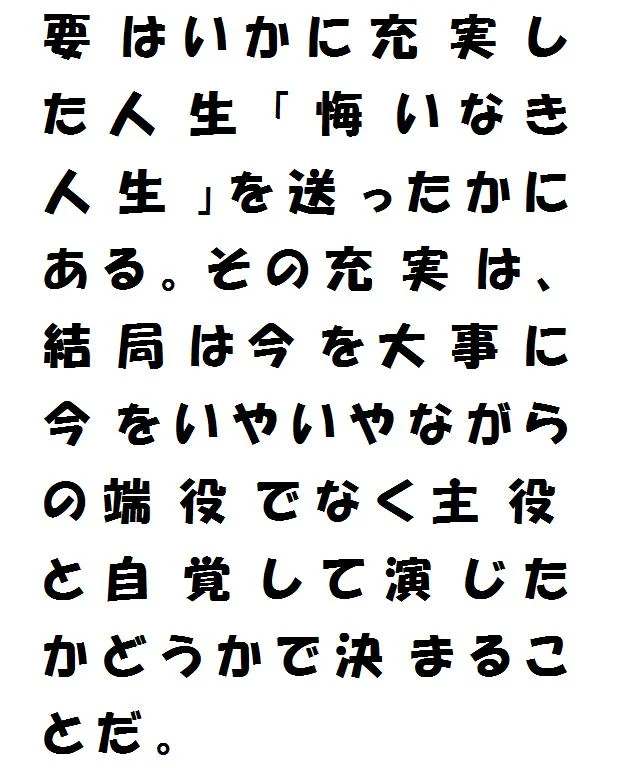 要はいかに充実し
た人生「悔いなき
人生」を送ったかに
ある。その充実は、
結局は今を大事に
今をいやいやながら
の端役でなく主役
と自覚して演じた
かどうかで決まるこ
とだ。